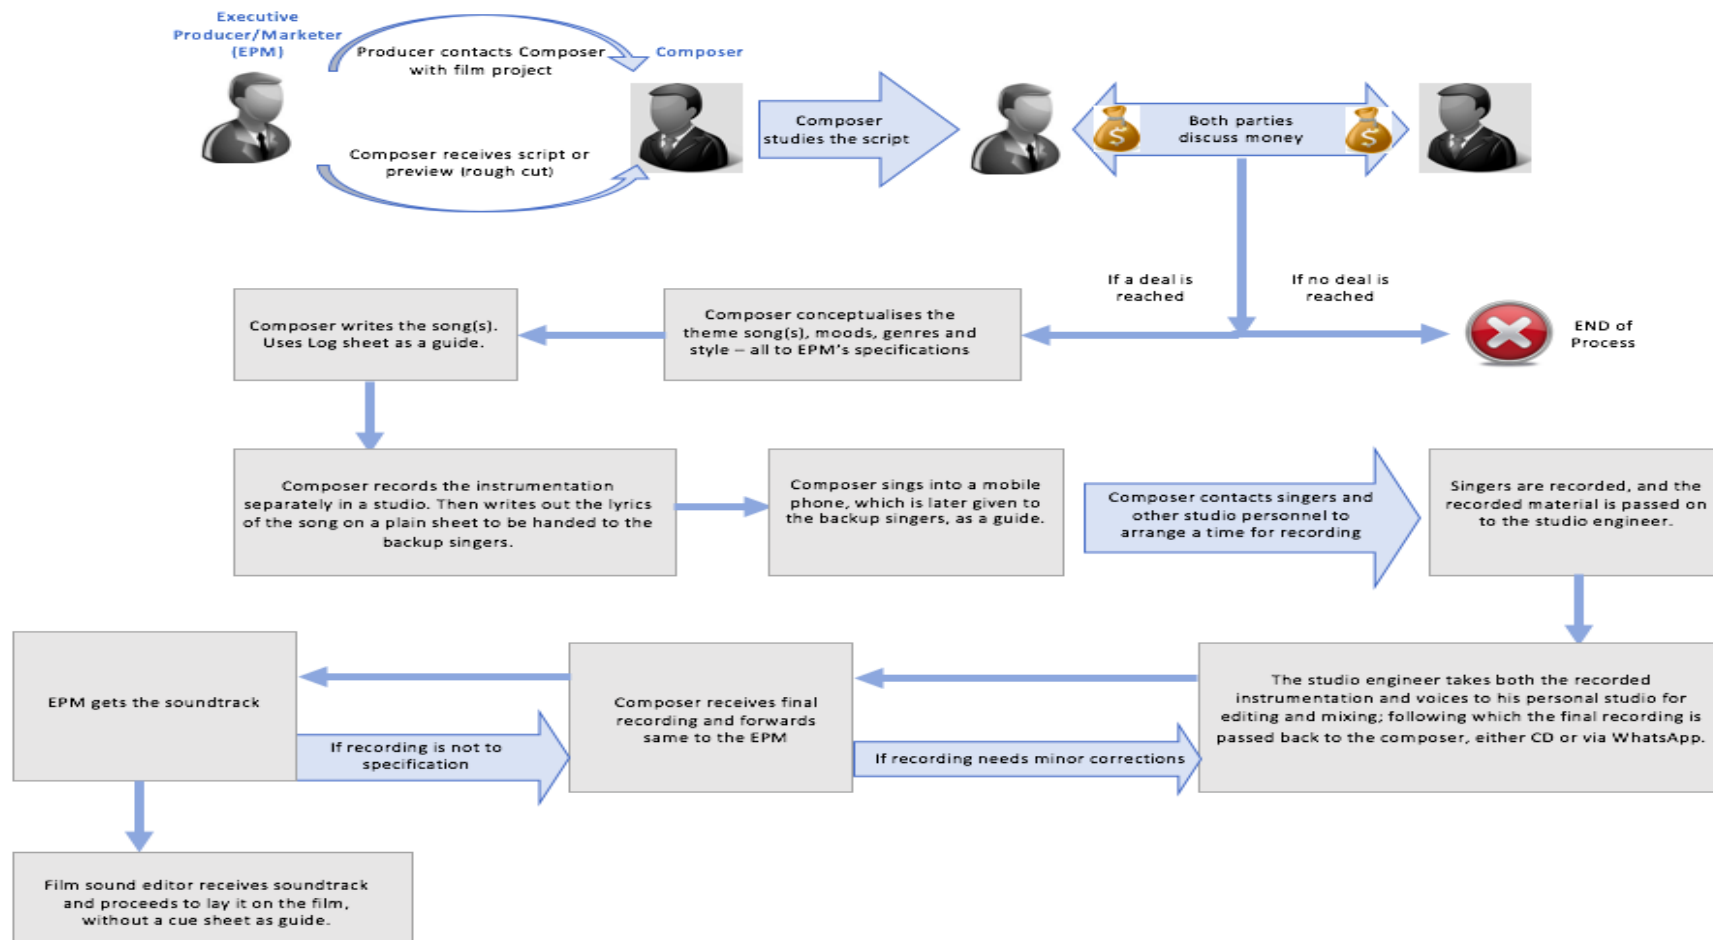 Executive
Producer/Marketer
(EPM)
Producer contacts Composer
with film project
Composer
Composer receives script or
preview (rough cut)
Composer
studies the script
$
Both parties
discuss money
$
If a deal is
reached
If no deal is
reached
END of
Process
Composer conceptualises the
theme song(s), moods, genres and
style – all to EPM's specifications
Composer writes the song(s).
Uses Log sheet as a guide.
Composer records the instrumentation
separately in a studio. Then writes out the lyrics
of the song on a plain sheet to be handed to the
backup singers.
Composer sings into a mobile
phone, which is later given to
the backup singers, as a guide.
Composer contacts singers and
other studio personnel to
arrange a time for recording
Singers are recorded, and the
recorded material is passed on
to the studio engineer.
The studio engineer takes both the recorded
instrumentation and voices to his personal studio for
editing and mixing; following which the final recording is
passed back to the composer, either CD or via WhatsApp.
Composer receives final
recording and forwards
same to the EPM
If recording needs minor corrections
EPM gets the soundtrack
If recording is not to
specification
Film sound editor receives soundtrack
and proceeds to lay it on the film,
without a cue sheet as guide.